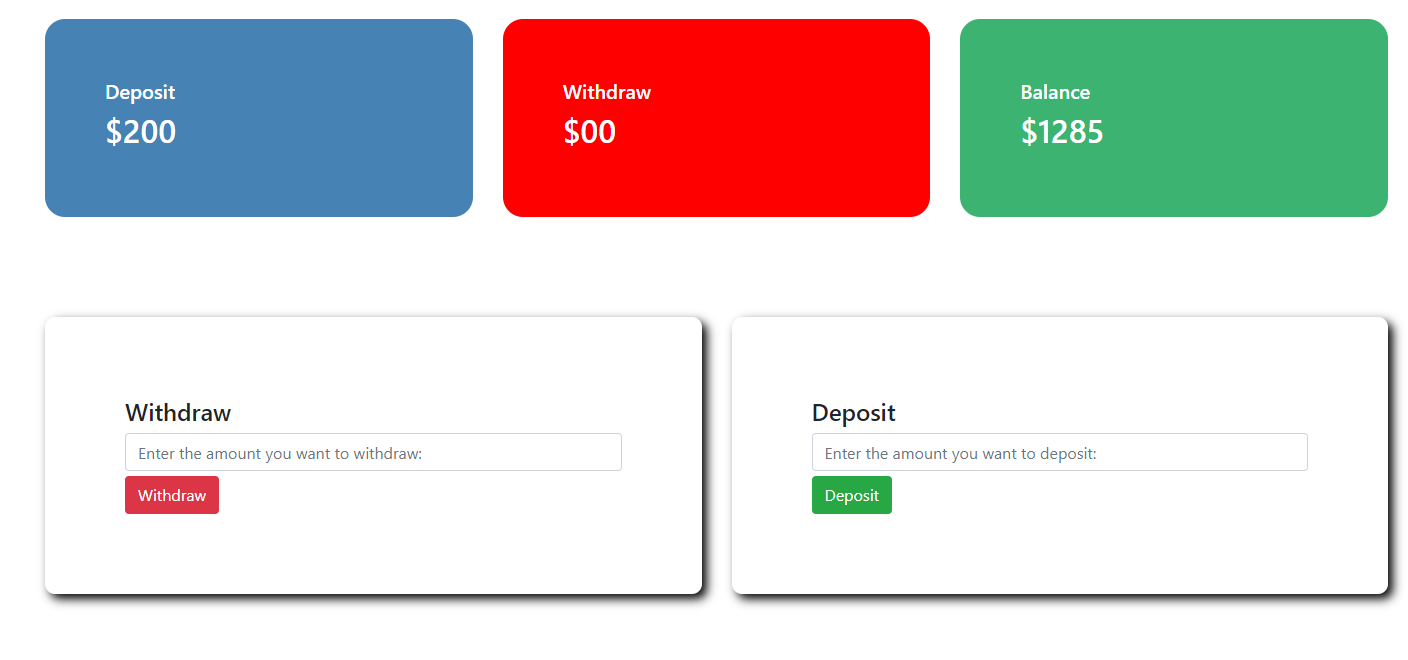 Deposit
$200
Withdraw
$00
Balance
$1285
Withdraw
Enter the amount you want to withdraw:
Withdraw
Deposit
Enter the amount you want to deposit:
Deposit